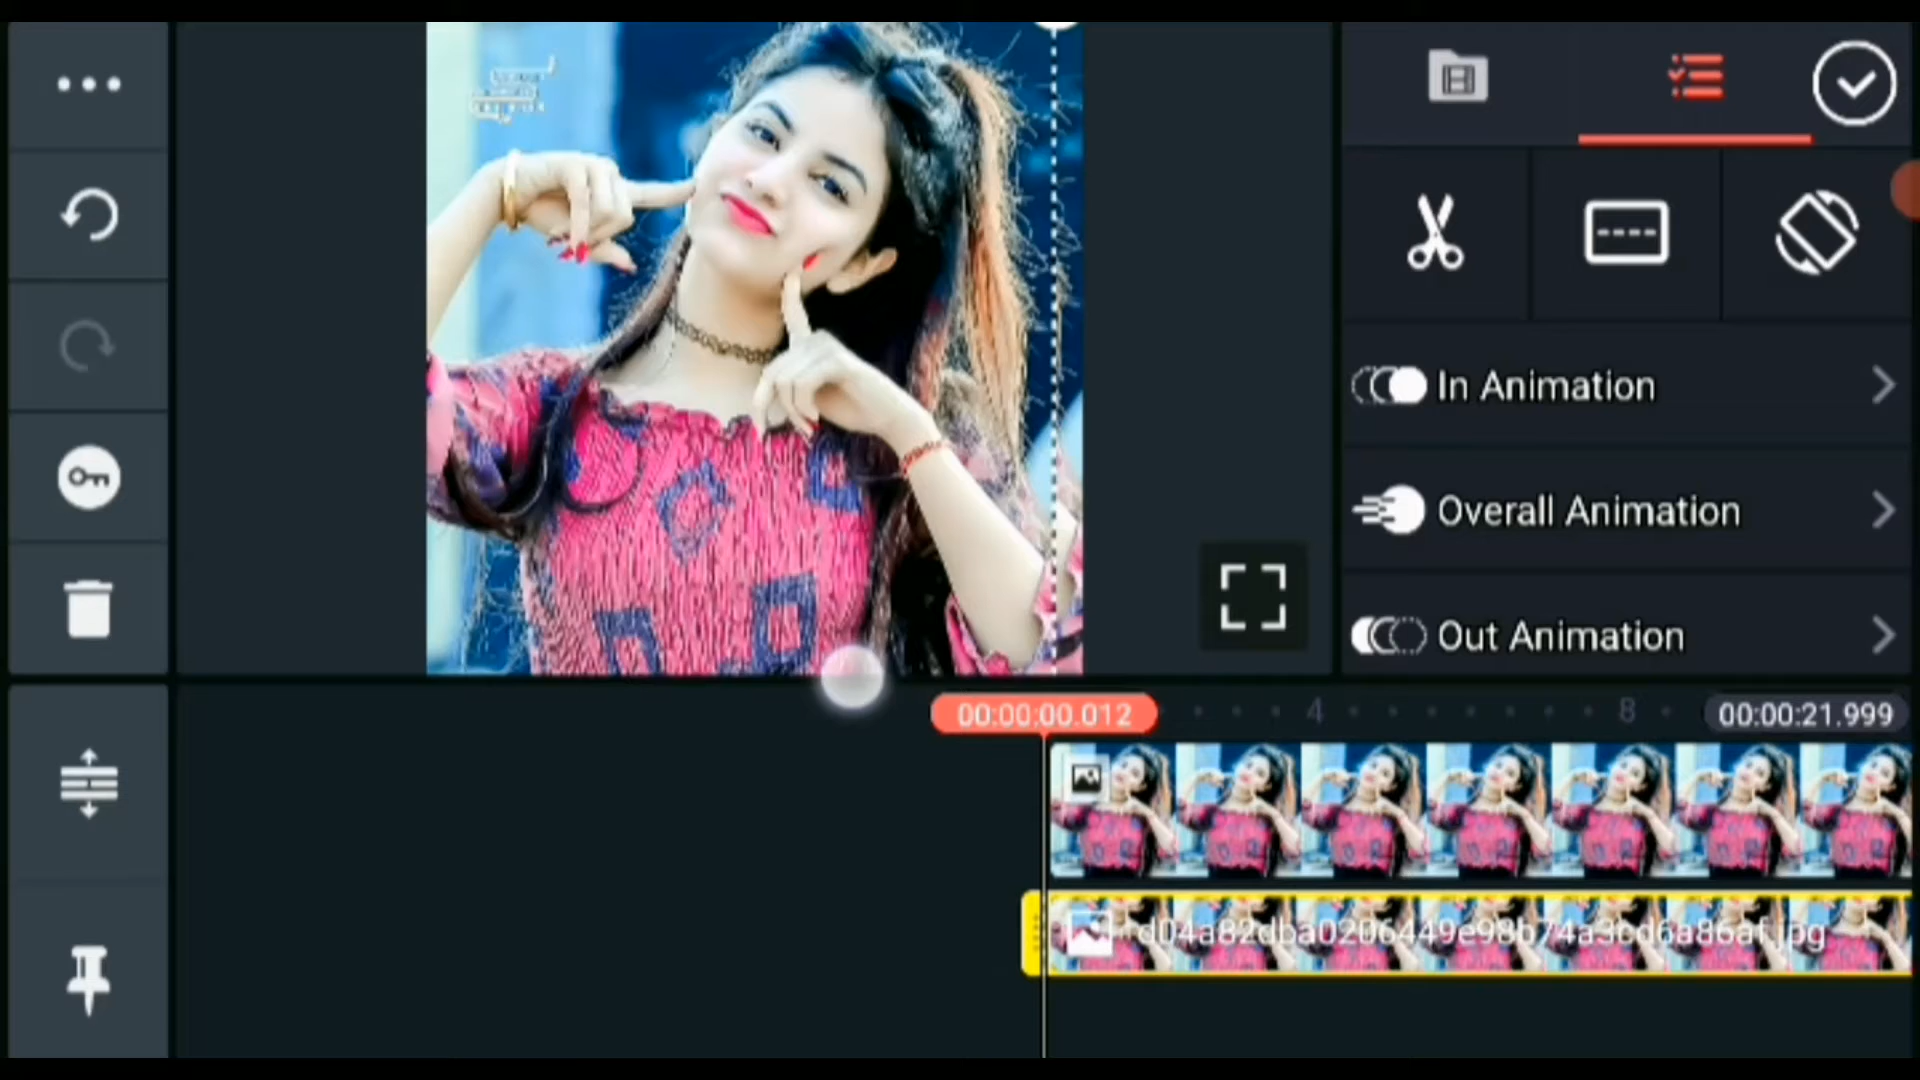 In Animation
Overall Animation
Out Animation
00:00:00.012
4
8
00:00:21.999
d04a82dba0206449e98b74a3cd6a86af.jpg